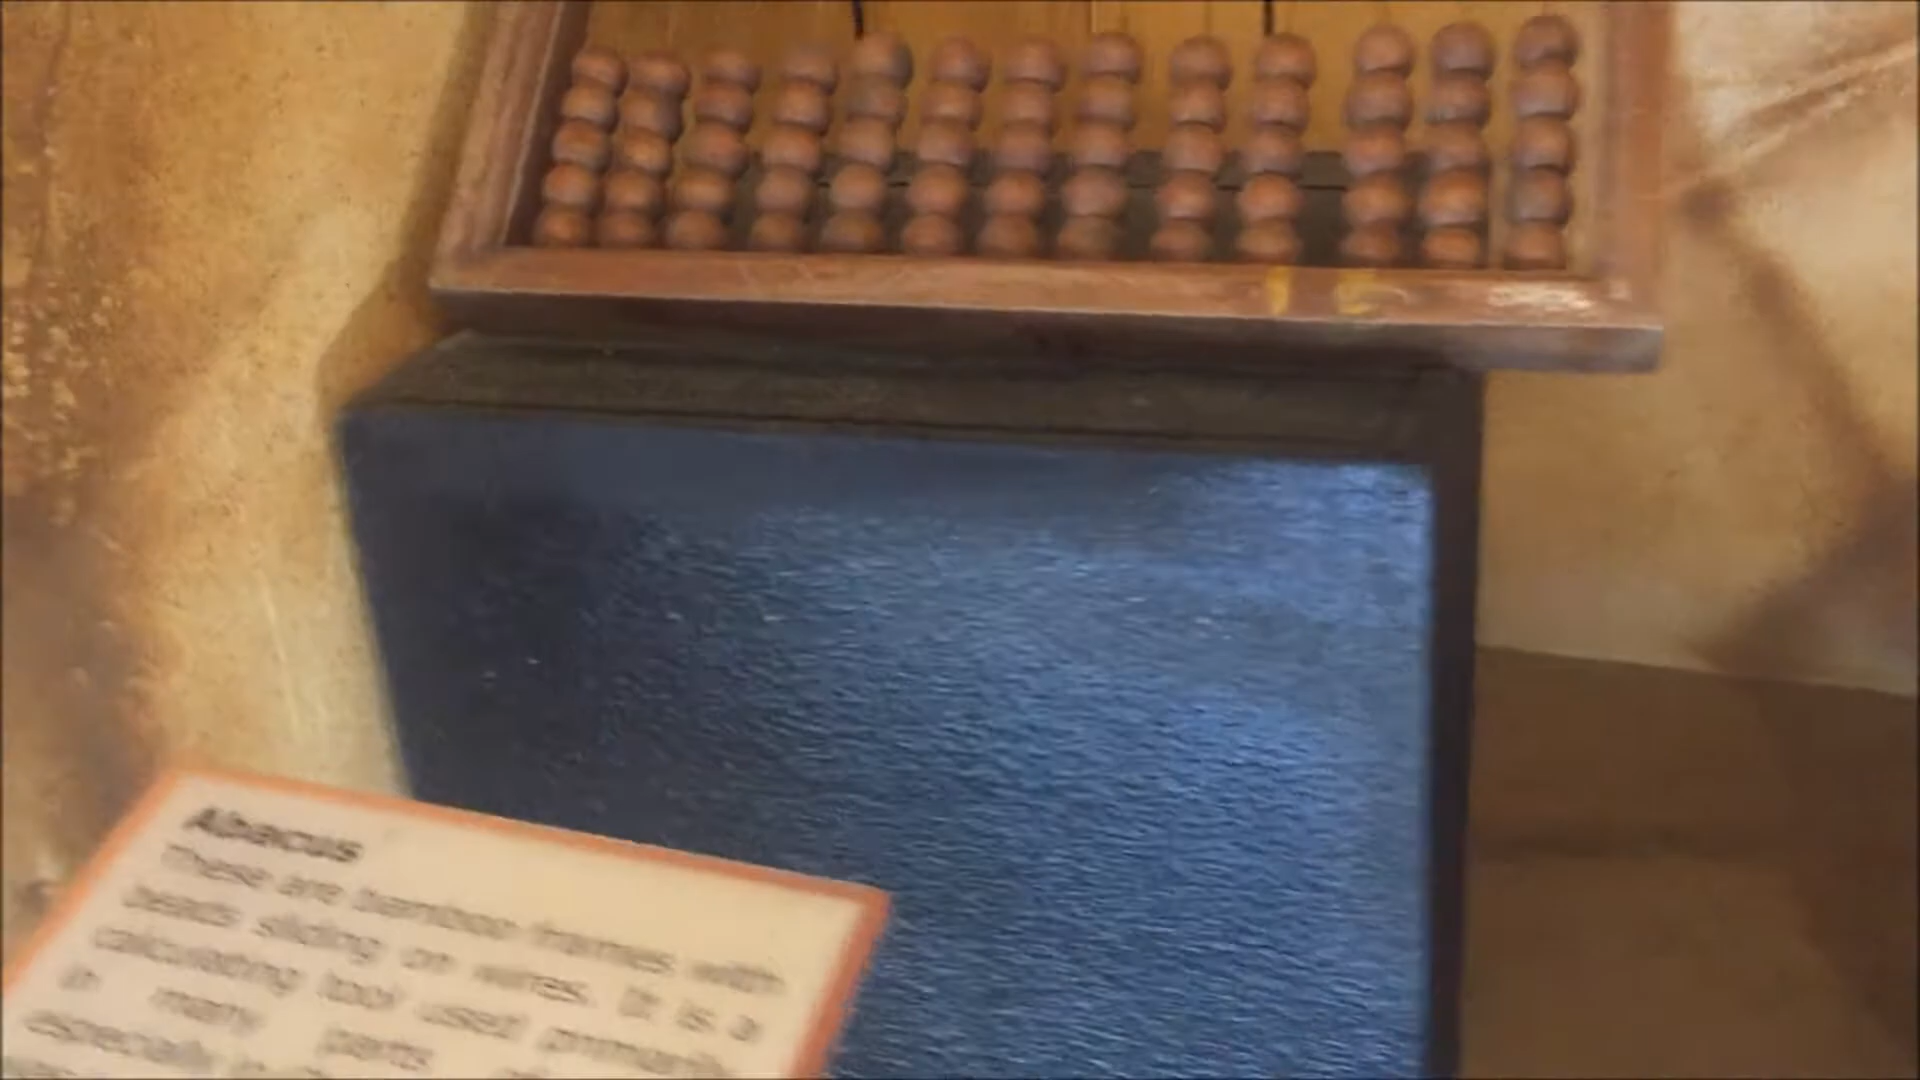 Abacus
These are bamboo frames with
beads sliding on wires. It is a
calculating tool used primarily
in many parts
especially